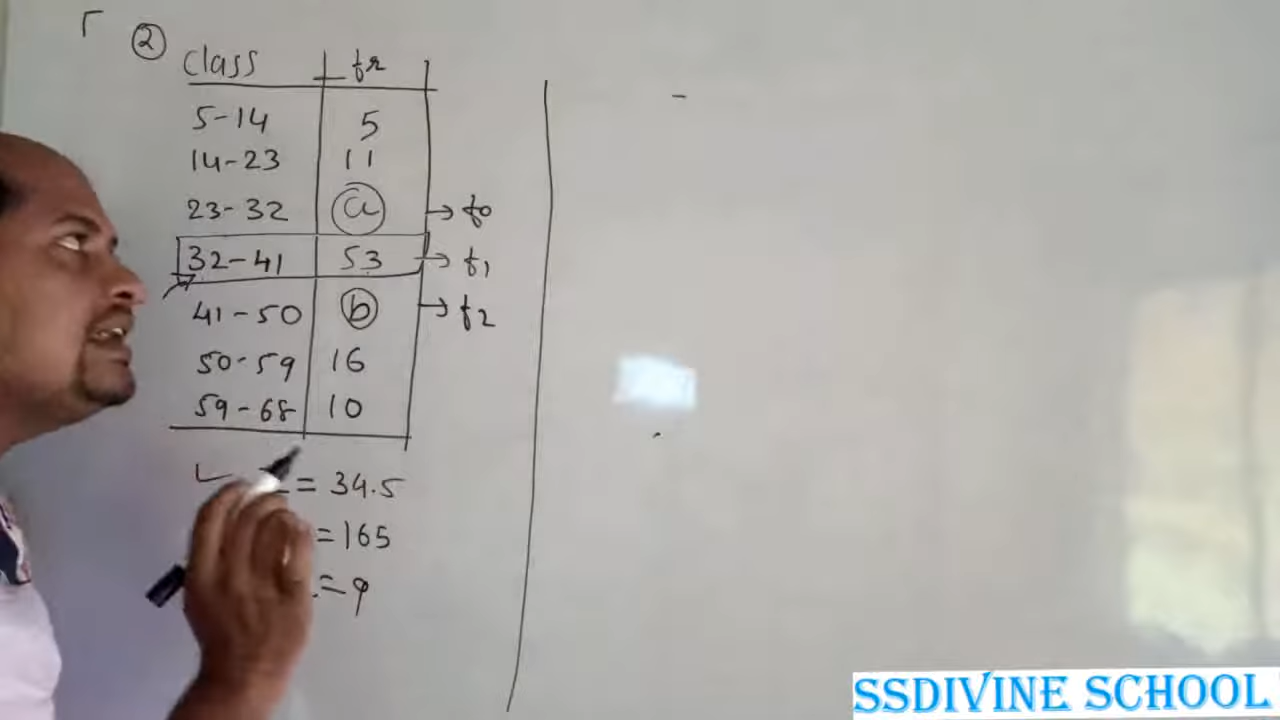 ②
Class fr
5-14 5
14-23 11
23-32 a → f0
32-41 53 → f1
41-50 b → f2
50-59 16
59-68 10
= 34.5
= 165
= 9
SSDIVINE SCHOOL